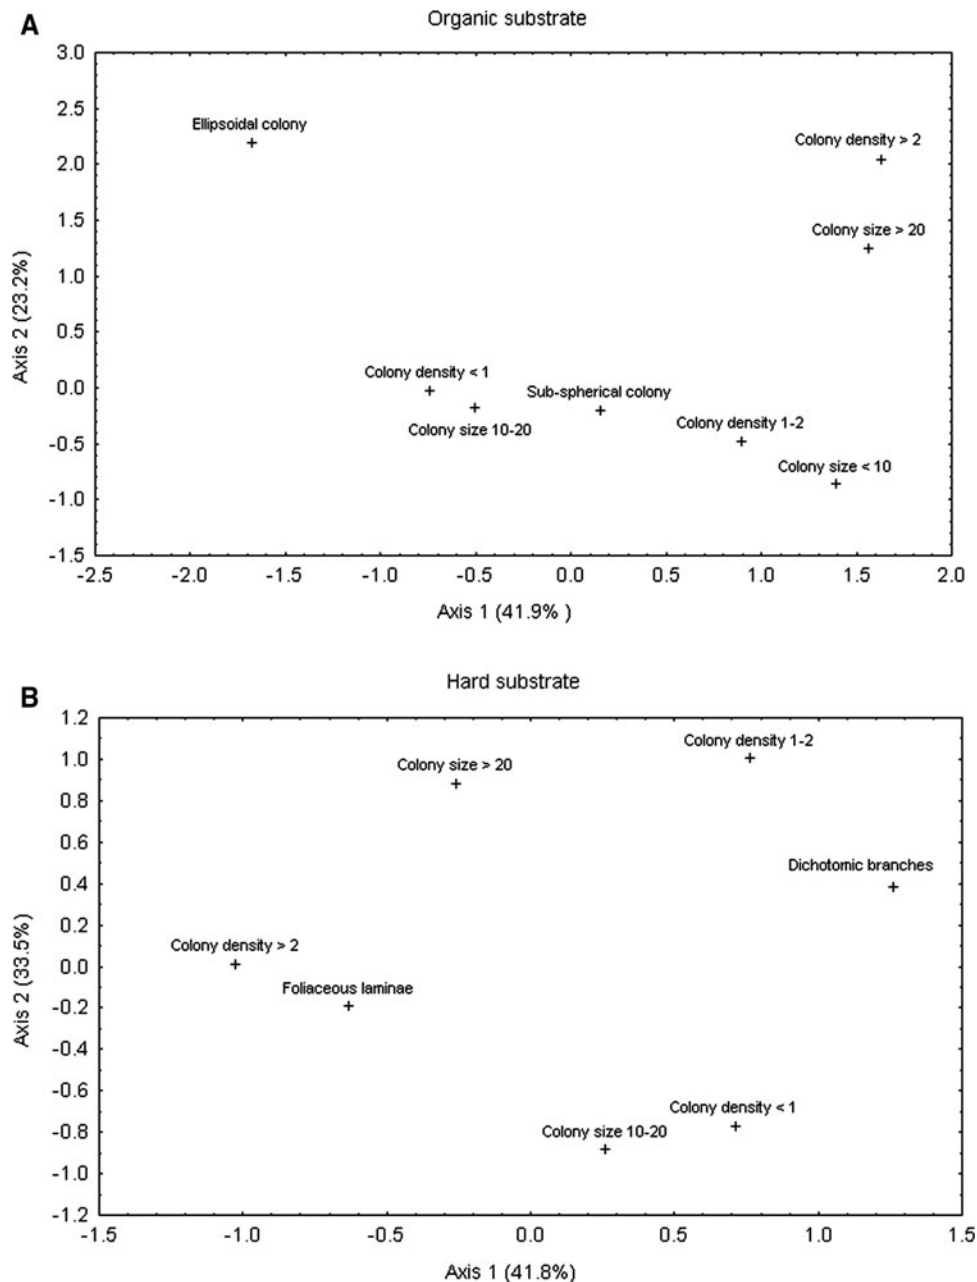 A
Organic substrate
3.0
2.5
2.0
1.5
1.0
0.5
0.0
-0.5
-1.0
-1.5
Axis 2 (23.2%)
Ellipsoidal colony
Colony density > 2
Colony size > 20
Colony density < 1
Sub-spherical colony
Colony size 10-20
Colony density 1-2
Colony size < 10
-2.5 -2.0 -1.5 -1.0 -0.5 0.0 0.5 1.0 1.5 2.0
Axis 1 (41.9% )
B
Hard substrate
1.2
1.0
0.8
0.6
0.4
0.2
0.0
-0.2
-0.4
-0.6
-0.8
-1.0
-1.2
Axis 2 (33.5%)
Colony density 1-2
Colony size > 20
Dichotomic branches
Colony density > 2
Foliaceous laminae
Colony density < 1
Colony size 10-20
-1.5 -1.0 -0.5 0.0 0.5 1.0 1.5
Axis 1 (41.8%)